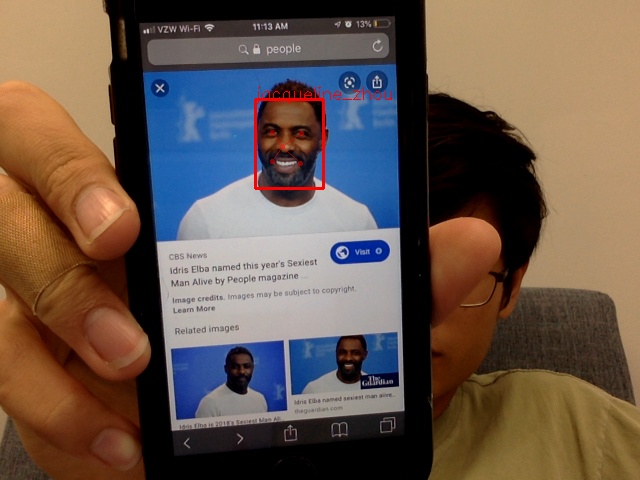 VZW Wi-Fi 11:13 AM 13%
people
jacqueline_zhou
CBS News
Idris Elba named this year's Sexiest
Man Alive by People magazine ...
Visit
Image credits. Images may be subject to copyright.
Learn More
Related images
The
Guardian
Idris Elba is 2018's Sexiest Man Ali
Idris Elba named sexiest man alive,
theguardian.com